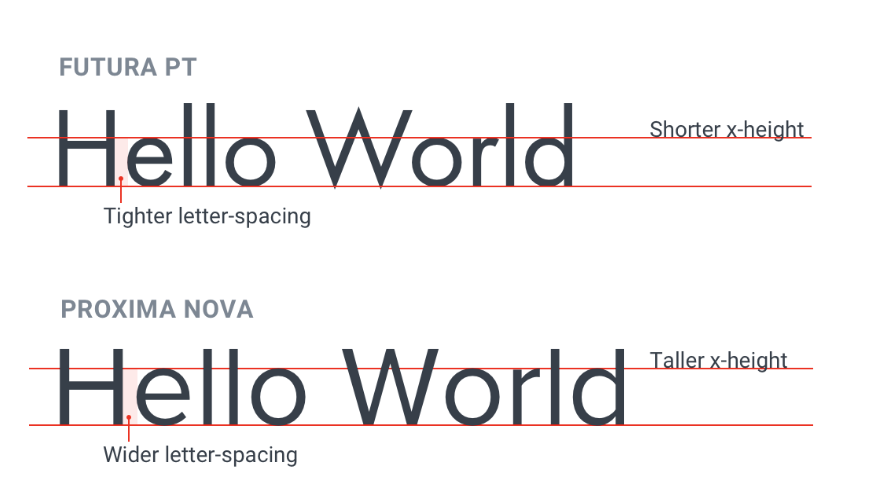 FUTURA PT
Hello World
Shorter x-height
Tighter letter-spacing
PROXIMA NOVA
Hello World
Taller x-height
Wider letter-spacing